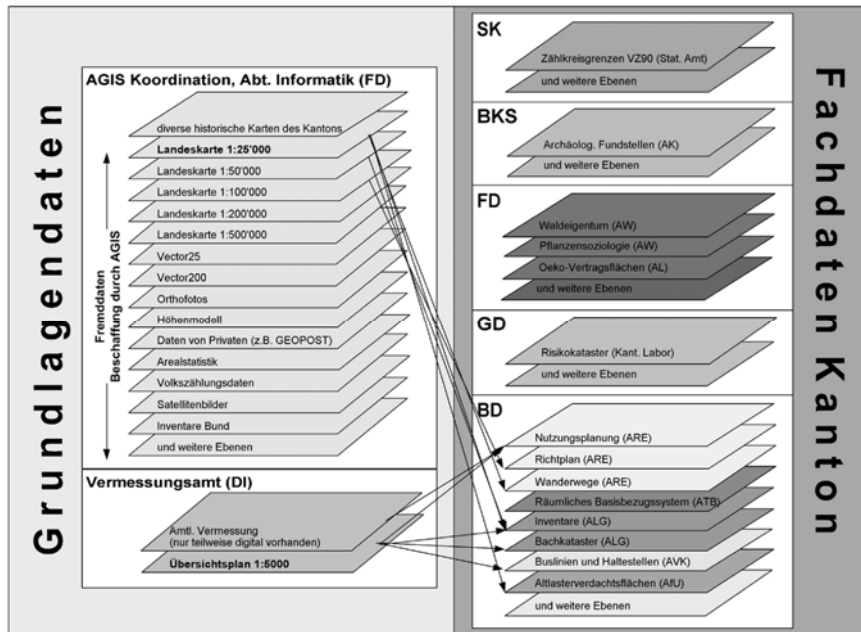 Grundlagendaten
AGIS Koordination, Abt. Informatik (FD)
diverse historische Karten des Kantons
Landeskarte 1:25'000
Landeskarte 1:50'000
Landeskarte 1:100'000
Landeskarte 1:200'000
Landeskarte 1:500'000
Vector25
Vector200
Orthofotos
Höhenmodell
Daten von Privaten (z.B. GEOPOST)
Arealstatistik
Volkszählungsdaten
Satellitenbilder
Inventare Bund
und weitere Ebenen
Fremddaten
Beschaffung durch AGIS
Vermessungsamt (DI)
Amtl. Vermessung
(nur teilweise digital vorhanden)
Übersichtsplan 1:5000
Fachdaten Kanton
SK
Zählkreisgrenzen VZ90 (Stat. Amt)
und weitere Ebenen
BKS
Archäolog. Fundstellen (AK)
und weitere Ebenen
FD
Waldeigentum (AW)
Pflanzensoziologie (AW)
Oeko-Vertragsflächen (AL)
und weitere Ebenen
GD
Risikokataster (Kant. Labor)
und weitere Ebenen
BD
Nutzungsplanung (ARE)
Richtplan (ARE)
Wanderwege (ARE)
Räumliches Basisbezugssystem (ATB)
Inventare (ALG)
Bachkataster (ALG)
Buslinien und Haltestellen (AVK)
Altlasterverdachtsflächen (AfU)
und weitere Ebenen